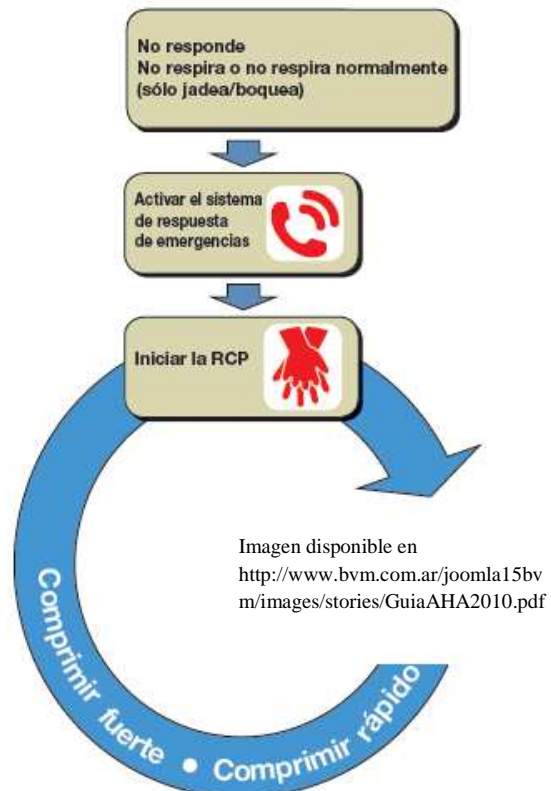 No responde
No respira o no respira normalmente
(sólo jadea/boquea)
Activar el sistema
de respuesta
de emergencias
Iniciar la RCP
Imagen disponible en
http://www.bvm.com.ar/joomla15bv
m/images/stories/GuiaAHA2010.pdf
Comprimir fuerte • Comprimir rápido